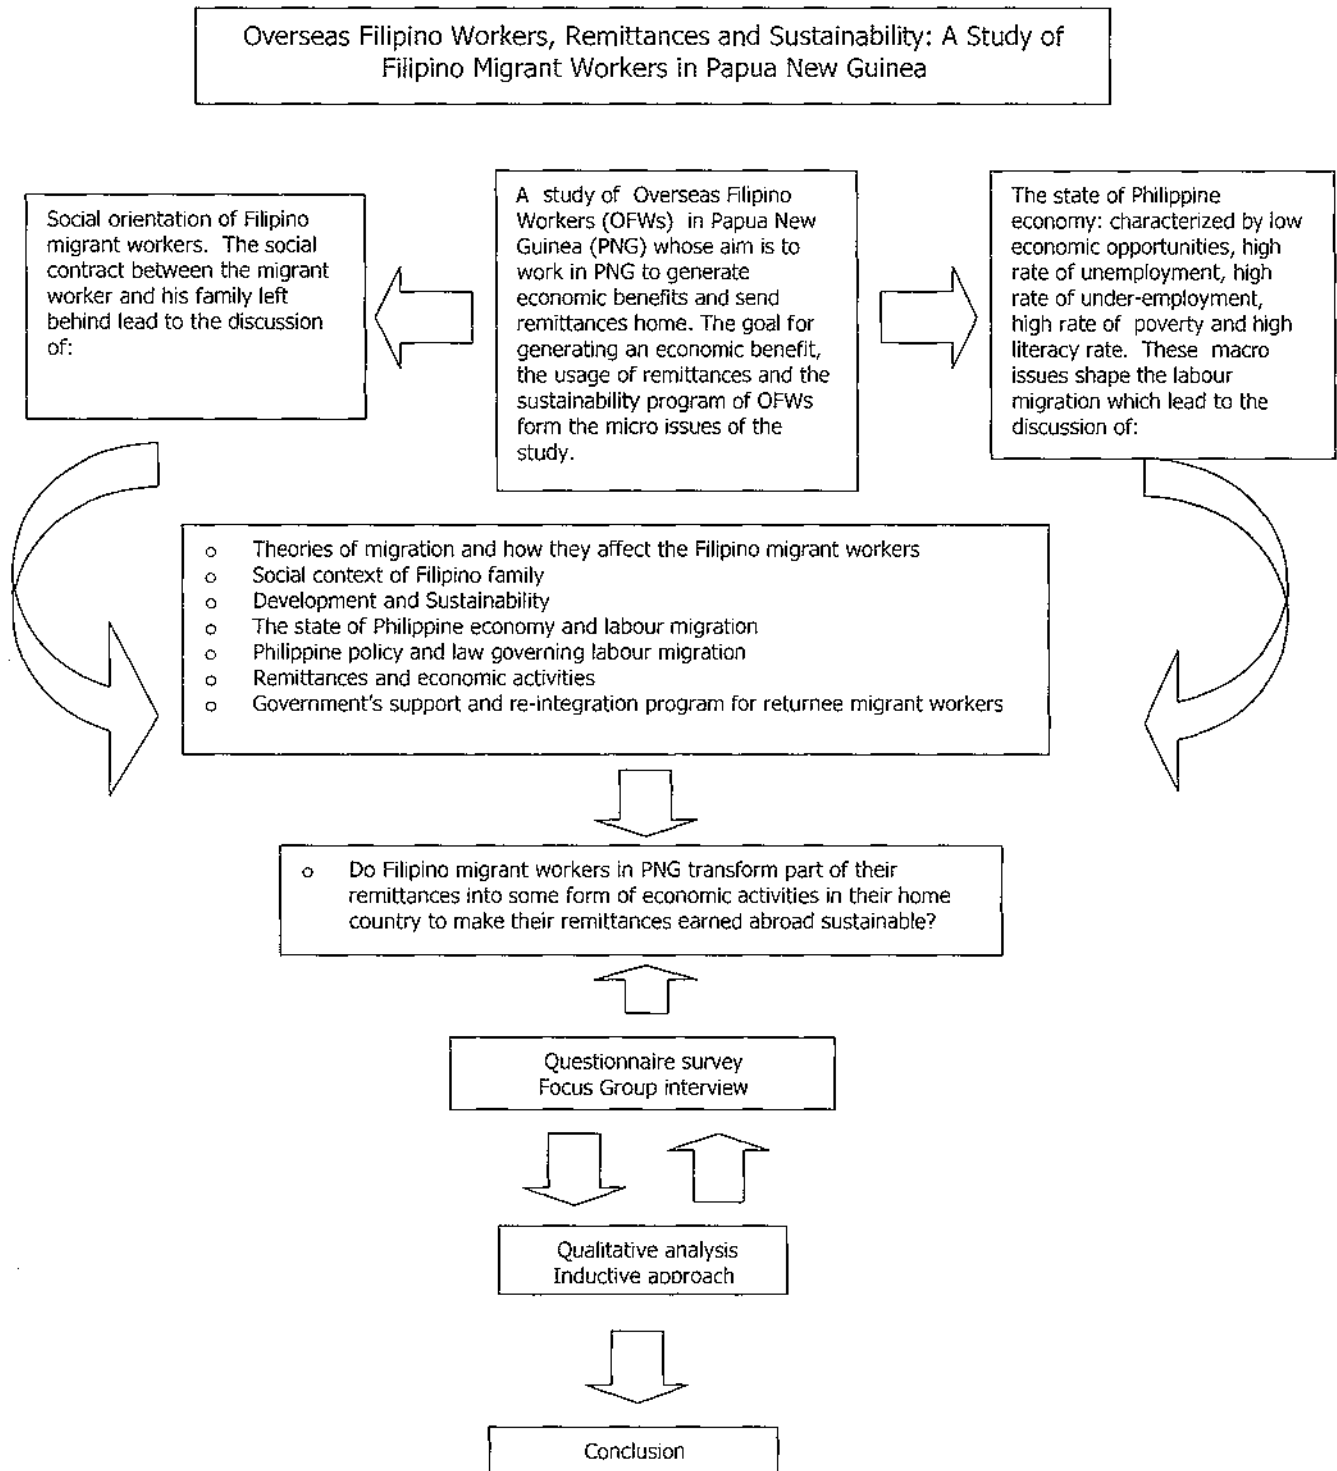 Overseas Filipino Workers, Remittances and Sustainability: A Study of
Filipino Migrant Workers in Papua New Guinea
Social orientation of Filipino
migrant workers. The social
contract between the migrant
worker and his family left
behind lead to the discussion
of:
A study of Overseas Filipino
Workers (OFWs) in Papua New
Guinea (PNG) whose aim is to
work in PNG to generate
economic benefits and send
remittances home. The goal for
generating an economic benefit,
the usage of remittances and the
sustainability program of OFWs
form the micro issues of the
study.
The state of Philippine
economy: characterized by low
economic opportunities, high
rate of unemployment, high
rate of under-employment,
high rate of poverty and high
literacy rate. These macro
issues shape the labour
migration which lead to the
discussion of:
o Theories of migration and how they affect the Filipino migrant workers
o Social context of Filipino family
o Development and Sustainability
o The state of Philippine economy and labour migration
o Philippine policy and law governing labour migration
o Remittances and economic activities
o Government's support and re-integration program for returnee migrant workers
o Do Filipino migrant workers in PNG transform part of their
remittances into some form of economic activities in their home
country to make their remittances earned abroad sustainable?
Questionnaire survey
Focus Group interview
Qualitative analysis
Inductive approach
Conclusion